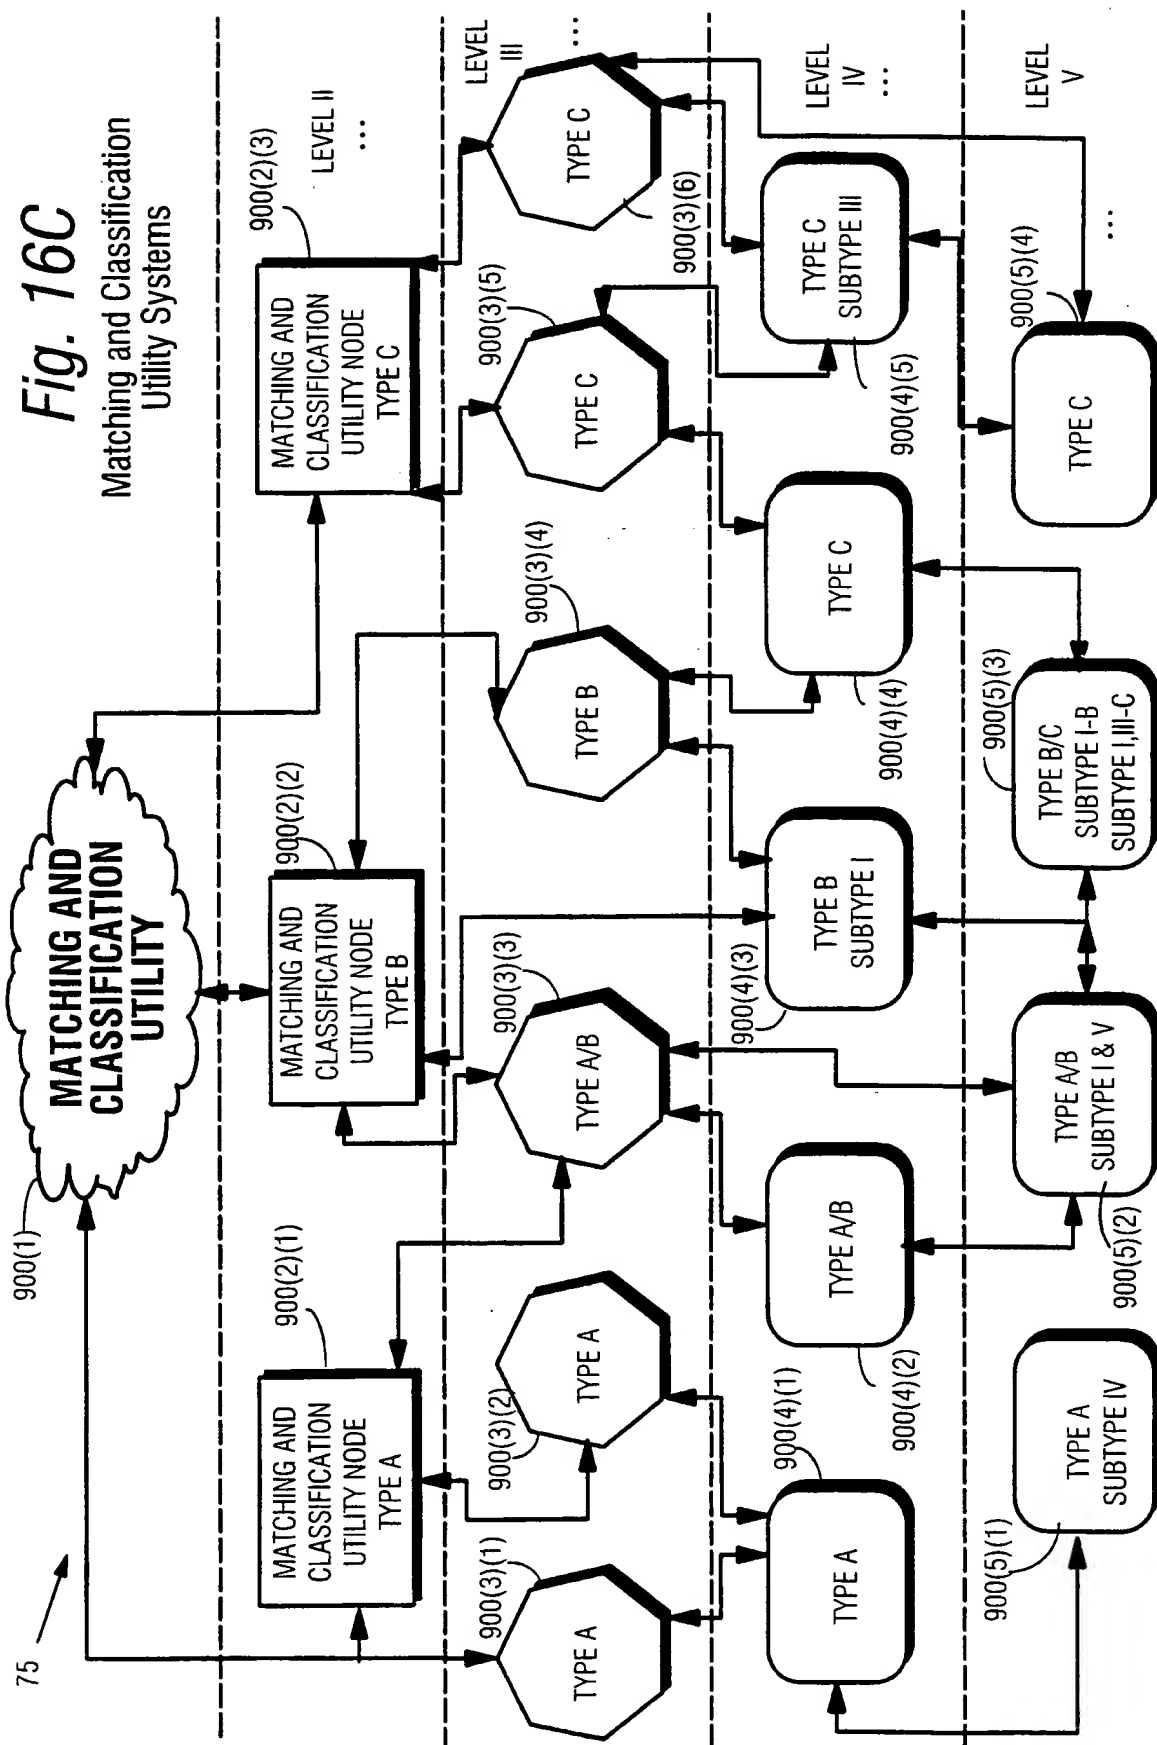 Fig. 16C
Matching and Classification
Utility Systems
75
900(1)
MATCHING AND
CLASSIFICATION
UTILITY
LEVEL II
...
900(2)(1)
MATCHING AND
CLASSIFICATION
UTILITY NODE
TYPE A
900(2)(2)
MATCHING AND
CLASSIFICATION
UTILITY NODE
TYPE B
900(2)(3)
MATCHING AND
CLASSIFICATION
UTILITY NODE
TYPE C
LEVEL
III
...
900(3)(1)
TYPE A
900(3)(2)
TYPE A
900(3)(3)
TYPE A/B
900(3)(4)
TYPE B
900(3)(5)
TYPE C
900(3)(6)
TYPE C
LEVEL
IV
...
900(4)(1)
TYPE A
900(4)(2)
TYPE A/B
900(4)(3)
TYPE B
SUBTYPE I
900(4)(4)
TYPE C
900(4)(5)
TYPE C
SUBTYPE III
LEVEL
V
...
900(5)(1)
TYPE A
SUBTYPE IV
900(5)(2)
TYPE A/B
SUBTYPE I & V
900(5)(3)
TYPE B/C
SUBTYPE I-B
SUBTYPE I,III-C
900(5)(4)
TYPE C